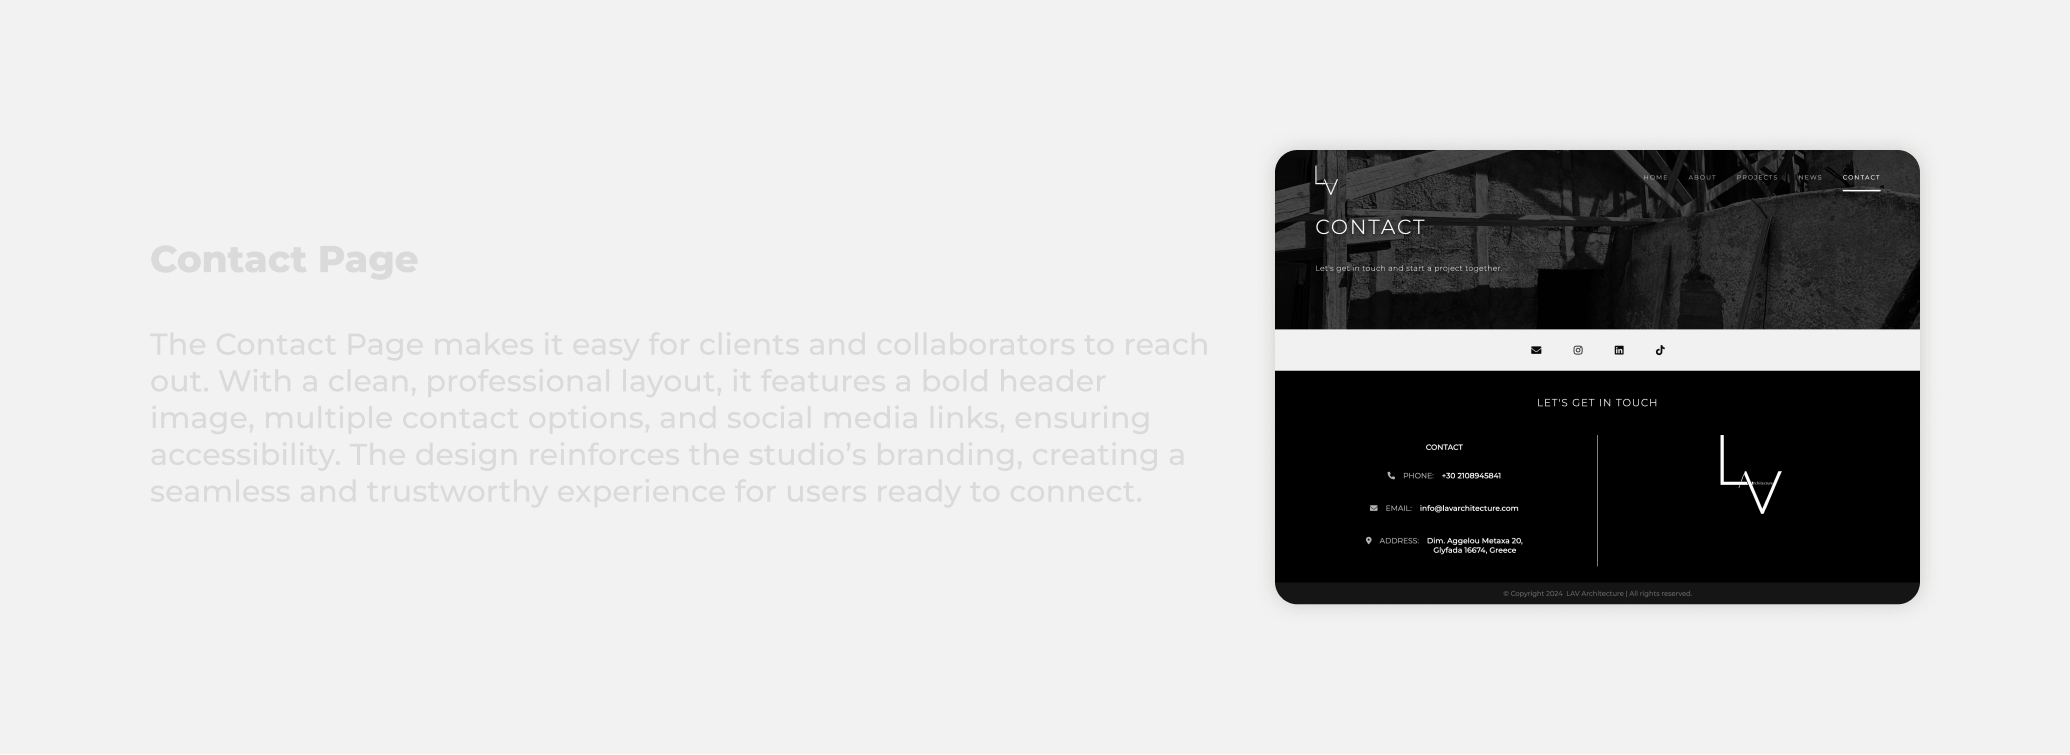 Contact Page
The Contact Page makes it easy for clients and collaborators to reach
out. With a clean, professional layout, it features a bold header
image, multiple contact options, and social media links, ensuring
accessibility. The design reinforces the studio’s branding, creating a
seamless and trustworthy experience for users ready to connect.
LV
HOME ABOUT PROJECTS NEWS CONTACT
CONTACT
Let's get in touch and start a project together.
LET'S GET IN TOUCH
CONTACT
PHONE: +30 2108945841
EMAIL: info@lavarchitecture.com
ADDRESS: Dim. Aggelou Metaxa 20,
Glyfada 16674, Greece
LAV
Architecture
© Copyright 2024 LAV Architecture | All rights reserved.